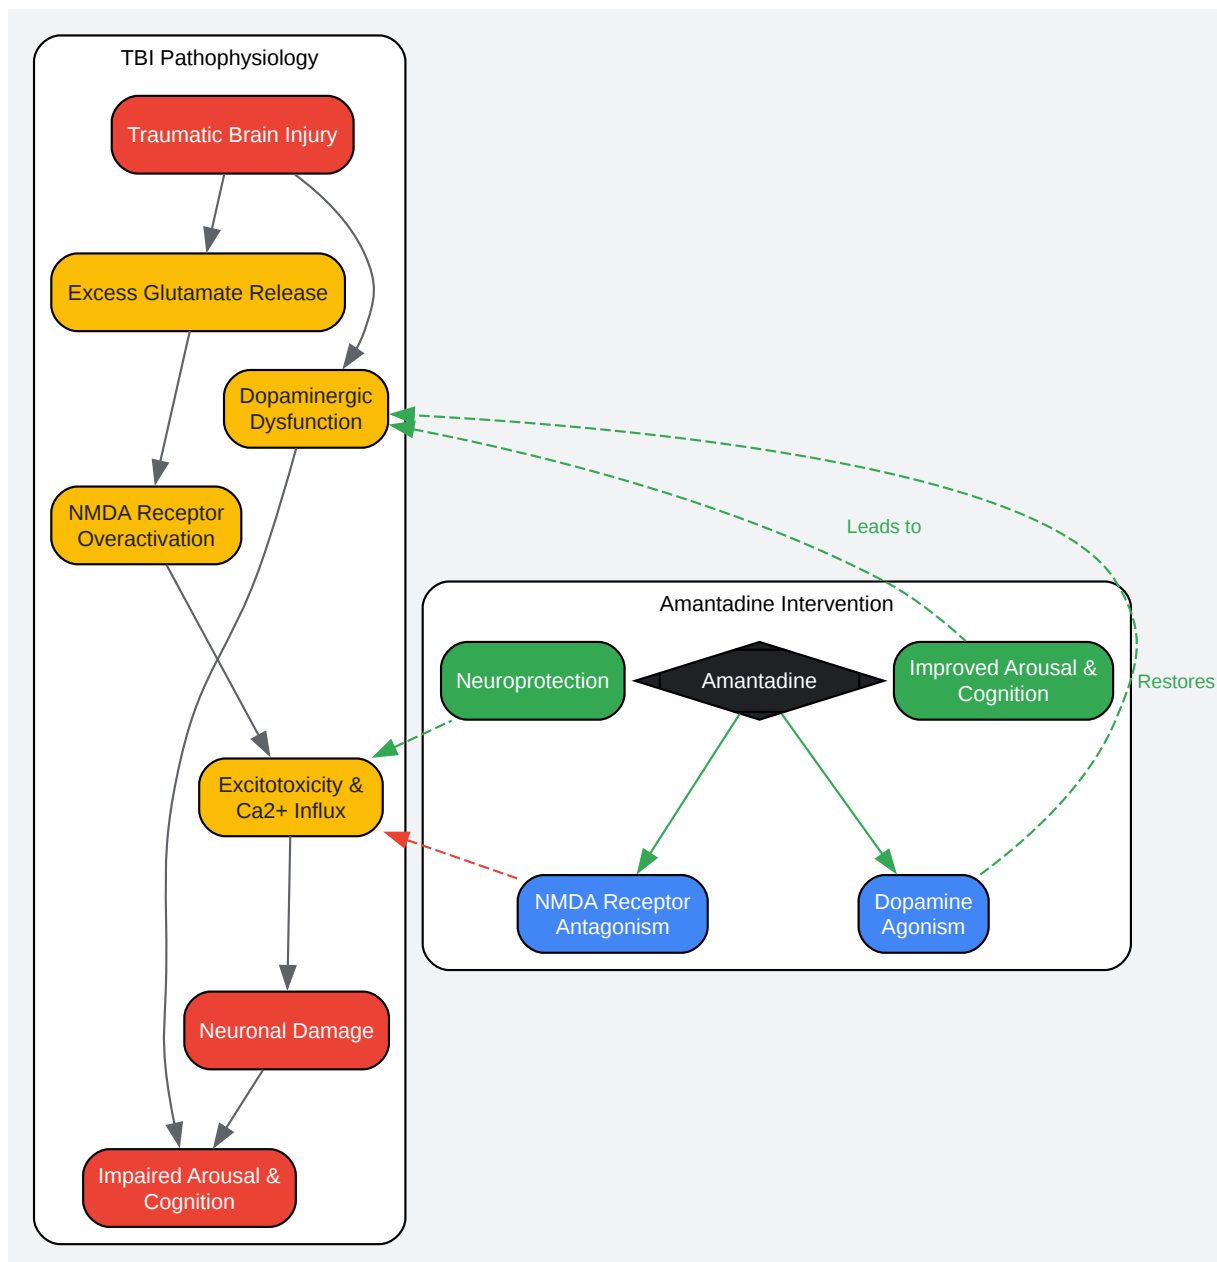 TBI Pathophysiology
Traumatic Brain Injury
Excess Glutamate Release
Dopaminergic
Dysfunction
NMDA Receptor
Overactivation
Excitotoxicity &
Ca2+ Influx
Neuronal Damage
Impaired Arousal &
Cognition
Leads to
Amantadine Intervention
Neuroprotection
Amantadine
Improved Arousal &
Cognition
Restores
NMDA Receptor
Antagonism
Dopamine
Agonism